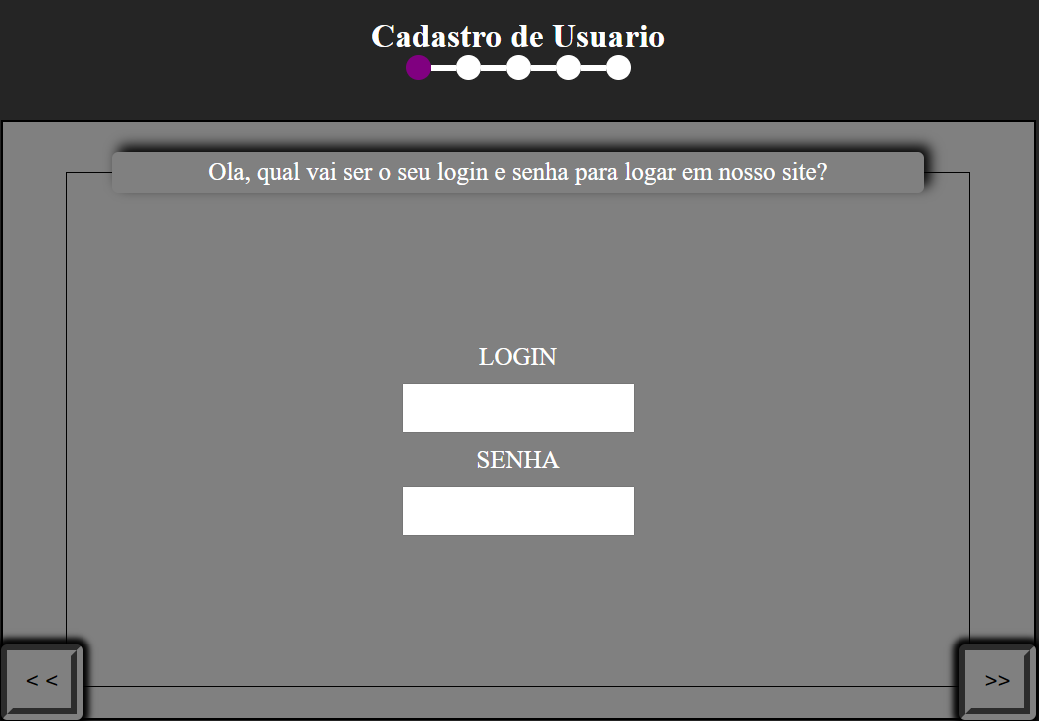 Cadastro de Usuario
Ola, qual vai ser o seu login e senha para logar em nosso site?
LOGIN
SENHA
< <
>>